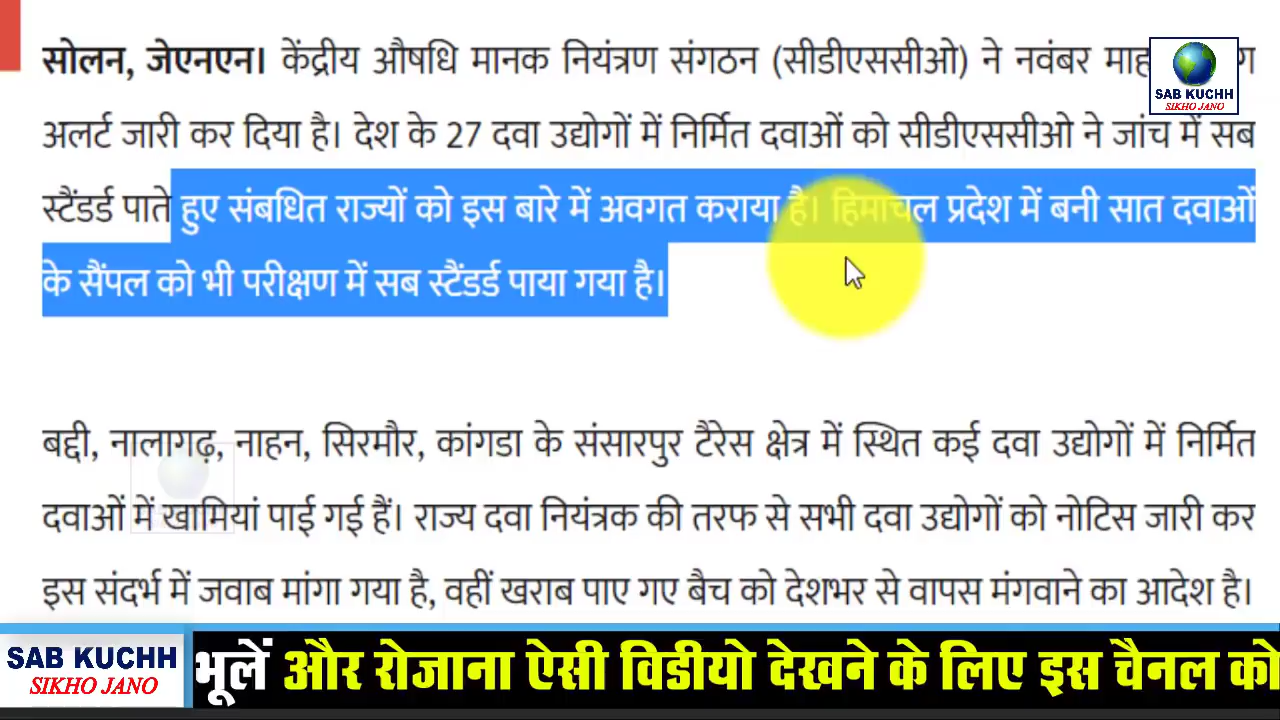 सोलन, जेएनएन। केंद्रीय औषधि मानक नियंत्रण संगठन (सीडीएससीओ) ने नवंबर माह
अलर्ट जारी कर दिया है। देश के 27 दवा उद्योगों में निर्मित दवाओं को सीडीएससीओ ने जांच में सब
स्टैंडर्ड पाते हुए संबधित राज्यों को इस बारे में अवगत कराया है। हिमाचल प्रदेश में बनी सात दवाओं
के सैंपल को भी परीक्षण में सब स्टैंडर्ड पाया गया है।
बद्दी, नालागढ़, नाहन, सिरमौर, कांगडा के संसारपुर टैरेस क्षेत्र में स्थित कई दवा उद्योगों में निर्मित
दवाओं में खामियां पाई गई हैं। राज्य दवा नियंत्रक की तरफ से सभी दवा उद्योगों को नोटिस जारी कर
इस संदर्भ में जवाब मांगा गया है, वहीं खराब पाए गए बैच को देशभर से वापस मंगवाने का आदेश है।
SAB KUCHH
SIKHO JANO
SAB KUCHH
SIKHO JANO
भूलें और रोजाना ऐसी विडीयो देखने के लिए इस चैनल को